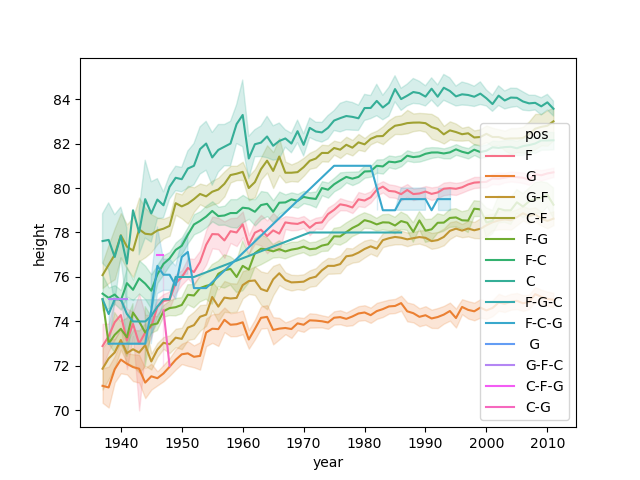 84
82
80
78
76
74
72
70
height
1940
1950
1960
1970
1980
1990
2000
2010
year
pos
F
G
G-F
C-F
F-G
F-C
C
F-G-C
F-C-G
G
G-F-C
C-F-G
C-G